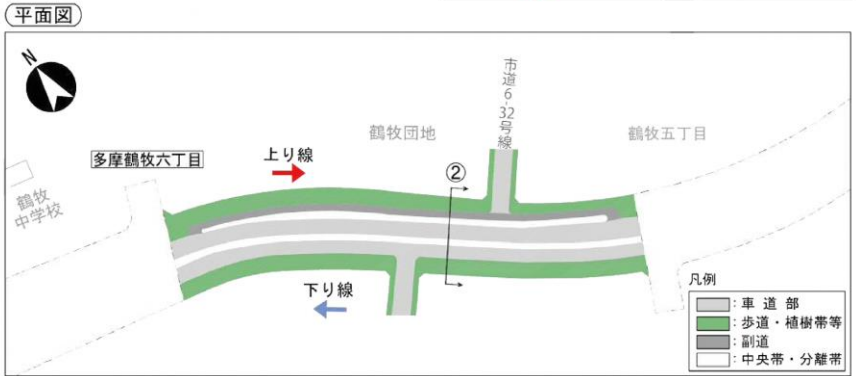 平面図
N
市道6-32号線
鶴牧団地
鶴牧五丁目
多摩鶴牧六丁目
上り線
②
鶴牧
中学校
下り線
凡例
：車道部
：歩道・植樹帯等
：副道
：中央帯・分離帯